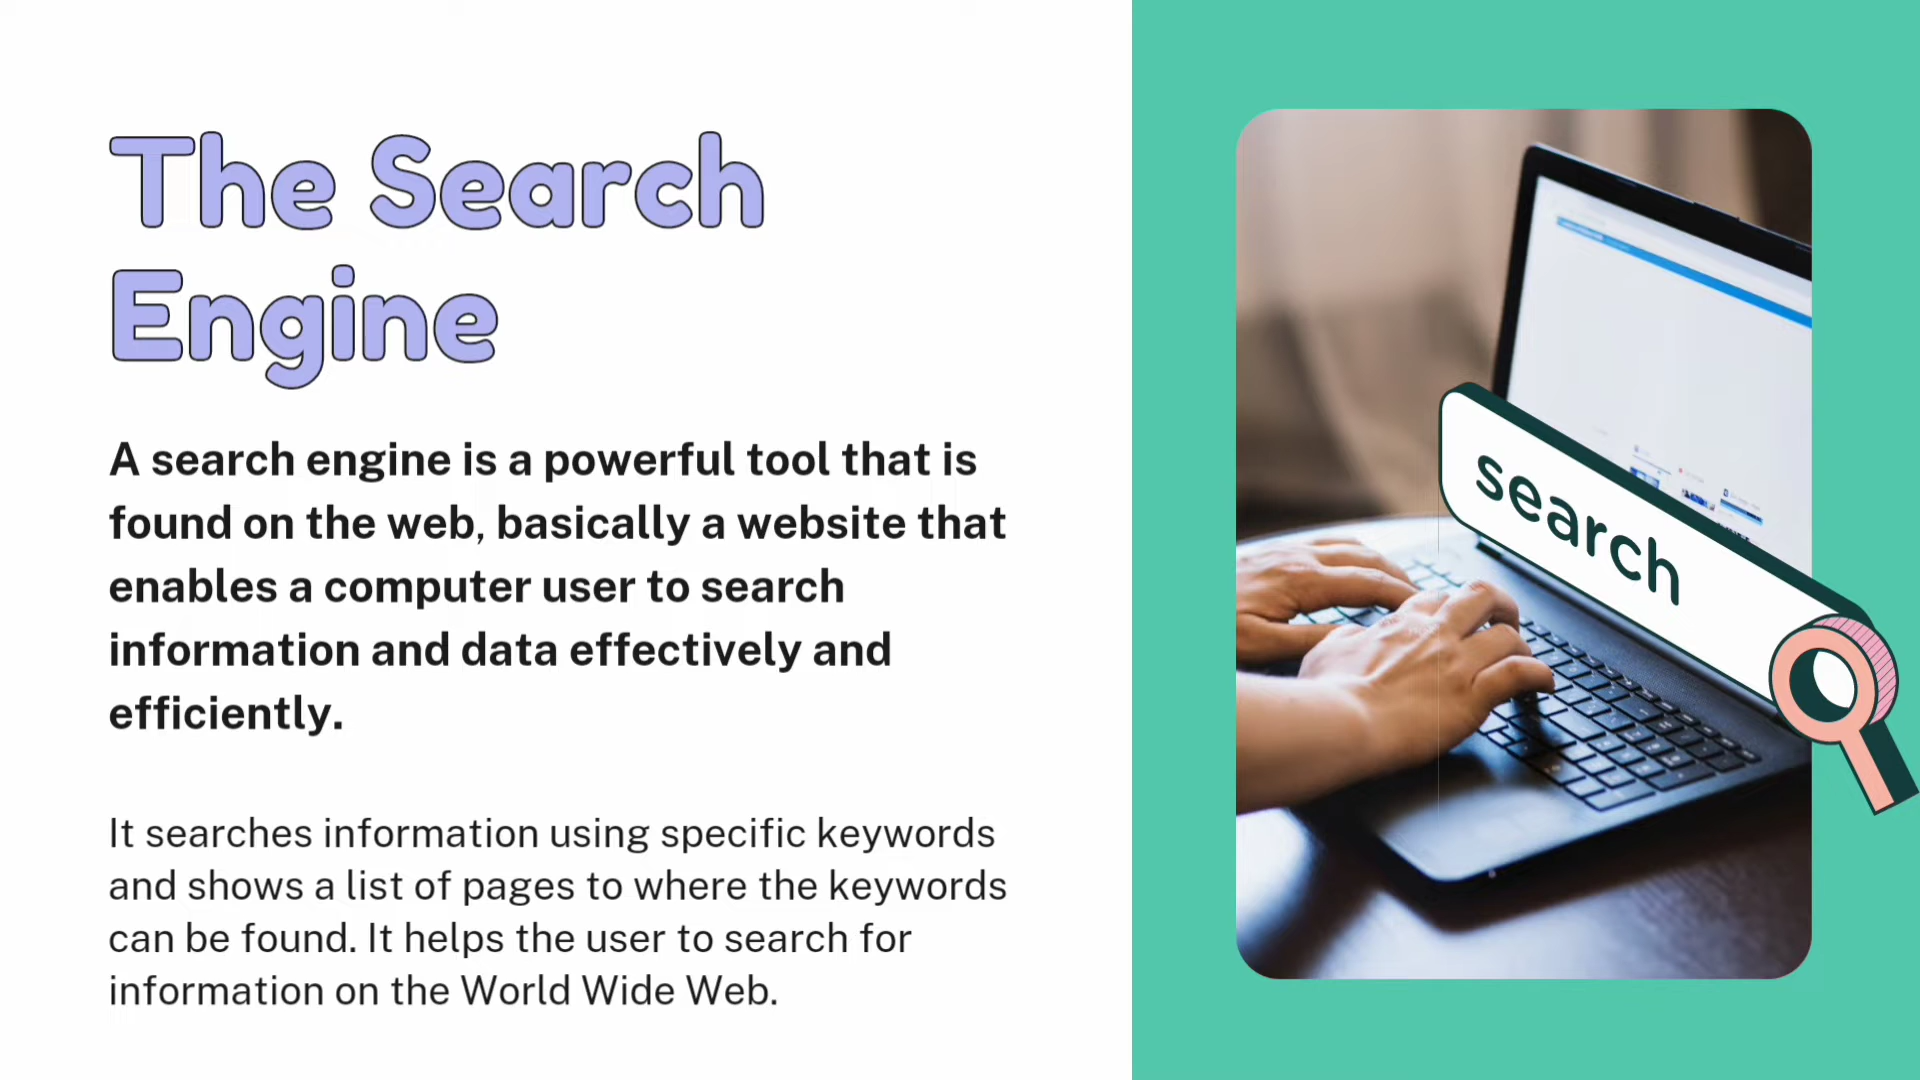 The Search
Engine
A search engine is a powerful tool that is
found on the web, basically a website that
enables a computer user to search
information and data effectively and
efficiently.
It searches information using specific keywords
and shows a list of pages to where the keywords
can be found. It helps the user to search for
information on the World Wide Web.
search